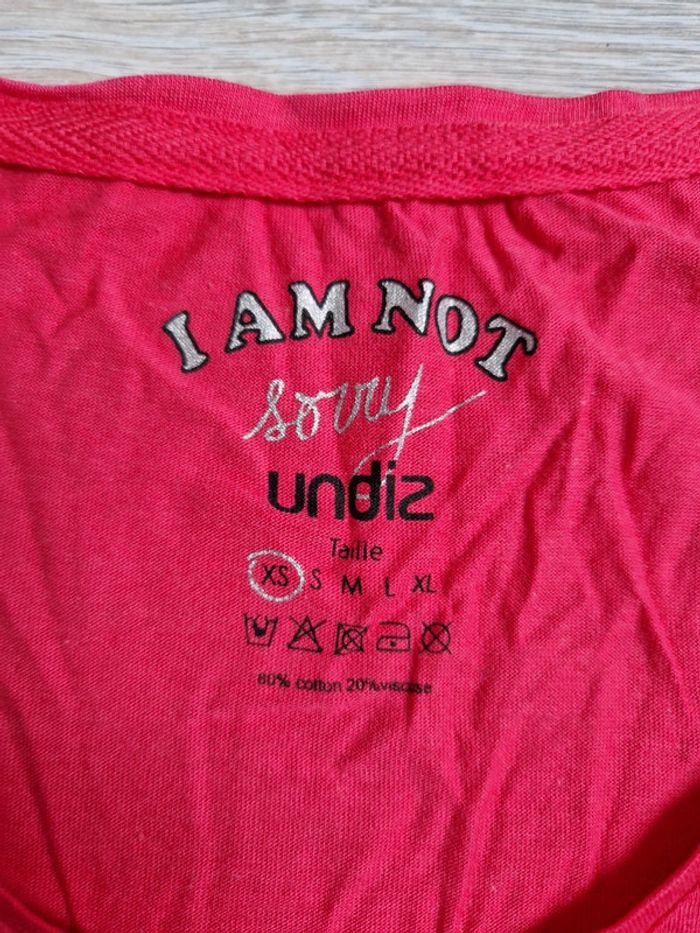 I AM NOT
sorry
undiz
Taille
XS S M L XL
80% cotton 20% viscose